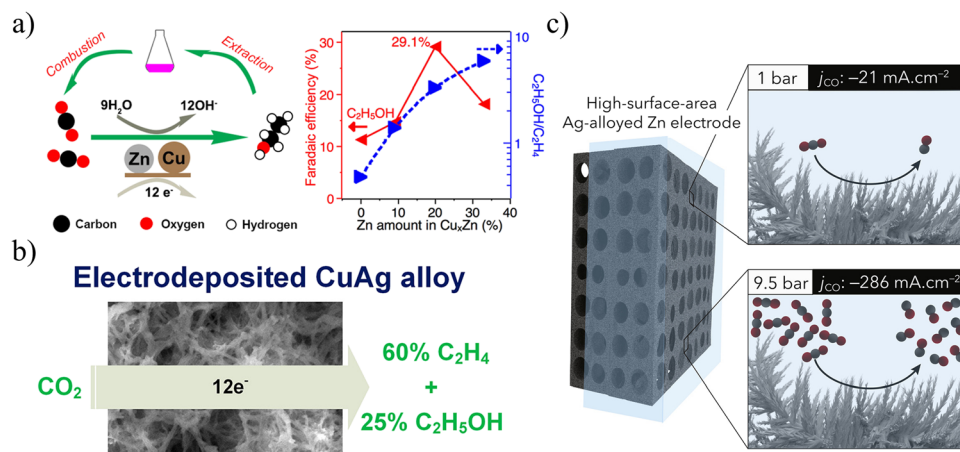 a)
Combustion
Extraction
9H₂O
12OH⁻
Zn
Cu
12 e⁻
Carbon
Oxygen
Hydrogen
Faradaic efficiency (%)
30
20
10
0
29.1%
C₂H₅OH
10
1
C₂H₅OH/C₂H₄
0
10
20
30
40
Zn amount in CuₓZn (%)
b)
Electrodeposited CuAg alloy
CO₂
12e⁻
60% C₂H₄
+
25% C₂H₅OH
c)
High-surface-area
Ag-alloyed Zn electrode
1 bar
j_CO: –21 mA.cm⁻²
9.5 bar
j_CO: –286 mA.cm⁻²